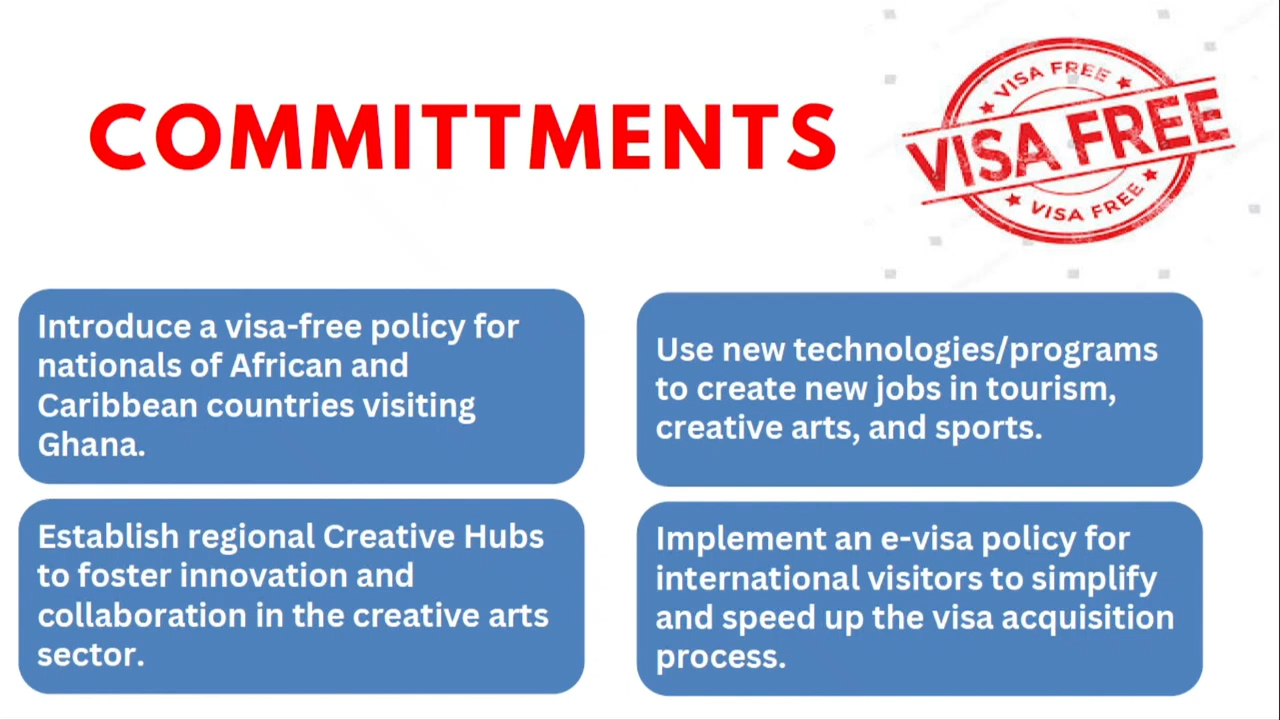 COMMITTMENTS
VISA FREE
VISA FREE
VISA FREE
Introduce a visa-free policy for
nationals of African and
Caribbean countries visiting
Ghana.
Use new technologies/programs
to create new jobs in tourism,
creative arts, and sports.
Establish regional Creative Hubs
to foster innovation and
collaboration in the creative arts
sector.
Implement an e-visa policy for
international visitors to simplify
and speed up the visa acquisition
process.